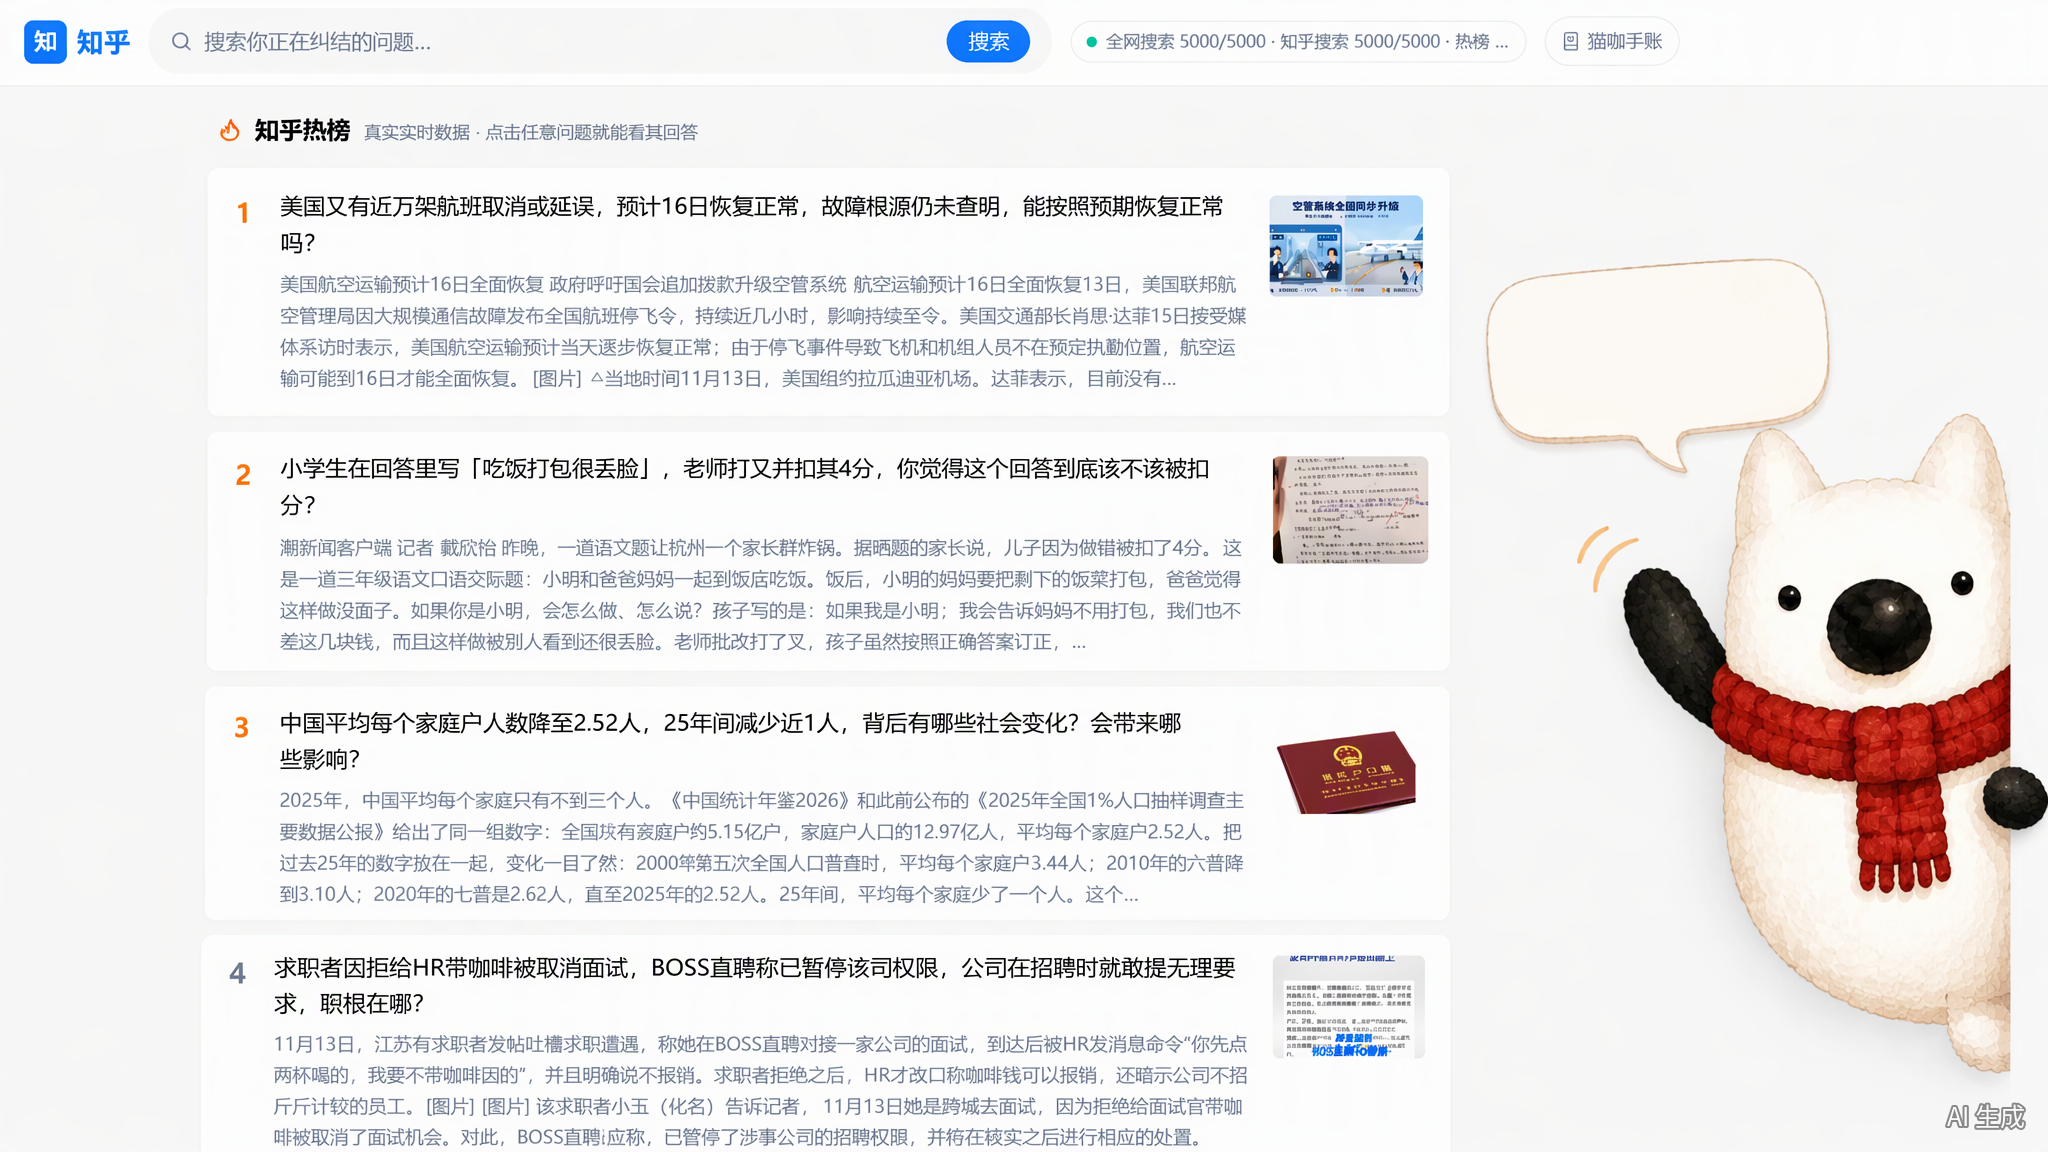 知 知乎
搜索你正在纠结的问题...
搜索
全网搜索 5000/5000 · 知乎搜索 5000/5000 · 热榜 ...
猫咖手账
知乎热榜 真实实时数据 · 点击任意问题就能看其回答
1
美国又有近万架航班取消或延误，预计16日恢复正常，故障根源仍未查明，能按照预期恢复正常
吗？
美国航空运输预计16日全面恢复 政府呼吁国会追加拨款升级空管系统 航空运输预计16日全面恢复13日，美国联邦航
空管理局因大规模通信故障发布全国航班停飞令，持续近几小时，影响持续至令。美国交通部长肖思·达菲15日按受媒
体系访时表示，美国航空运输预计当天逐步恢复正常；由于停飞事件导致飞机和机组人员不在预定执勤位置，航空运
输可能到16日才能全面恢复。 [图片] △当地时间11月13日，美国纽约拉瓜迪亚机场。达菲表示，目前没有...
空管系统全国同步升级
2
小学生在回答里写「吃饭打包很丢脸」，老师打又并扣其4分，你觉得这个回答到底该不该被扣
分？
潮新闻客户端 记者 戴欣怡 昨晚，一道语文题让杭州一个家长群炸锅。据晒题的家长说，儿子因为做错被扣了4分。 这
是一道三年级语文口语交际题：小明和爸爸妈妈一起到饭店吃饭。饭后，小明的妈妈要把剩下的饭菜打包，爸爸觉得
这样做没面子。如果你是小明，会怎么做、怎么说？孩子写的是：如果我是小明；我会告诉妈妈不用打包，我们也不
差这几块钱，而且这样做被别人看到还很丢脸。老师批改打了叉，孩子虽然按照正确答案订正，...
3
中国平均每个家庭户人数降至2.52人，25年间减少近1人，背后有哪些社会变化？会带来哪
些影响？
2025年，中国平均每个家庭只有不到三个人。《中国统计年鉴2026》和此前公布的《2025年全国1%人口抽样调查主
要数据公报》给出了同一组数字：全国共有家庭户约5.15亿户，家庭户人口的12.97亿人，平均每个家庭户2.52人。把
过去25年的数字放在一起，变化一目了然：2000年第五次全国人口普查时，平均每个家庭户3.44人；2010年的六普降
到3.10人；2020年的七普是2.62人，直至2025年的2.52人。25年间，平均每个家庭少了一个人。这个...
4
求职者因拒给HR带咖啡被取消面试，BOSS直聘称已暂停该司权限，公司在招聘时就敢提无理要
求，职根在哪？
11月13日，江苏有求职者发帖吐槽求职遭遇，称她在BOSS直聘对接一家公司的面试，到达后被HR发消息命令“你先点
两杯喝的，我要不带咖啡因的”，并且明确说不报销。求职者拒绝之后，HR才改口称咖啡钱可以报销，还暗示公司不招
斤斤计较的员工。[图片] [图片] 该求职者小五（化名）告诉记者， 11月13日她是跨城去面试，因为拒绝给面试官带咖
啡被取消了面试机会。对此，BOSS直聘应称，已管停了涉事公司的招聘权限，并待在核实之后进行相应的处置。
AI 生成